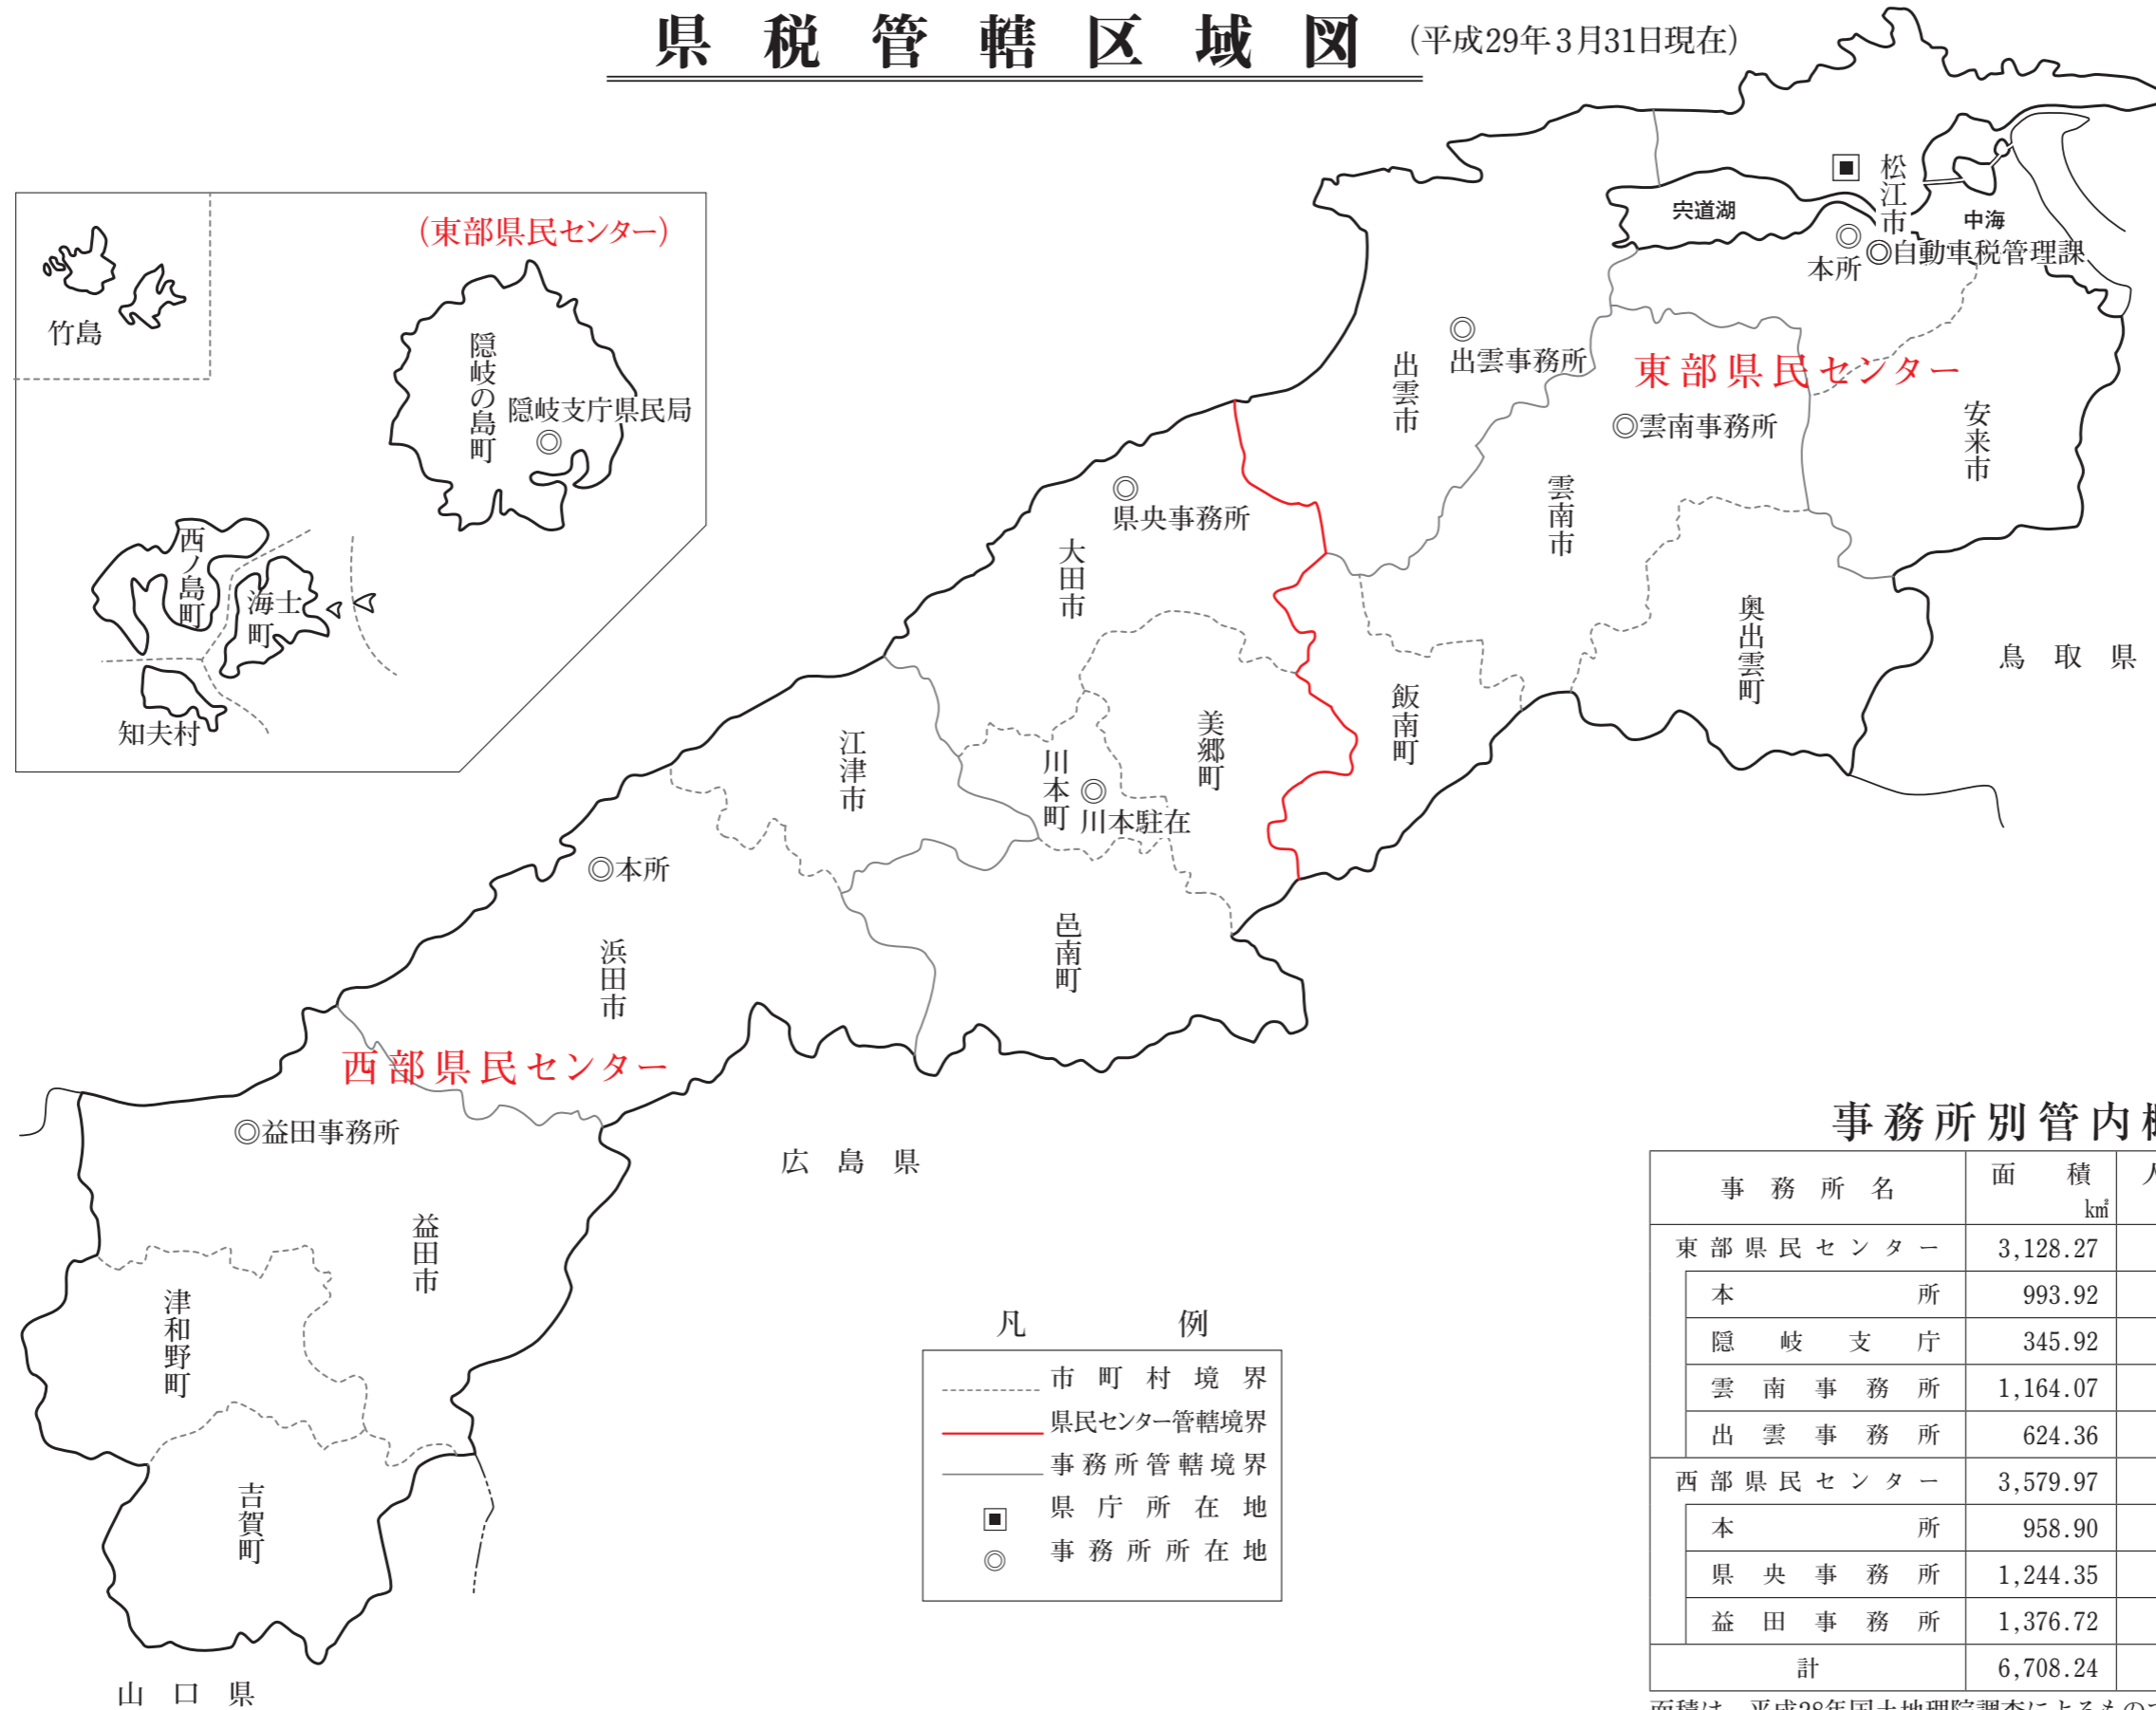 県税管轄区域図 (平成29年3月31日現在)
(東部県民センター)
竹島
隠岐の島町
隠岐支庁県民局
西ノ島町
海士町
知夫村
松江市
宍道湖
中海
本所
自動車税管理課
出雲事務所
出雲市
東部県民センター
雲南事務所
安来市
雲南市
県央事務所
大田市
奥出雲町
鳥取県
飯南町
美郷町
江津市
川本町
川本駐在
本所
邑南町
浜田市
西部県民センター
益田事務所
広島県
益田市
津和野町
吉賀町
山口県
凡例
市町村境界
県民センター管轄境界
事務所管轄境界
県庁所在地
事務所所在地
事務所別管内
事務所名 面積 km²
東部県民センター 3,128.27
本所 993.92
隠岐支庁 345.92
雲南事務所 1,164.07
出雲事務所 624.36
西部県民センター 3,579.97
本所 958.90
県央事務所 1,244.35
益田事務所 1,376.72
計 6,708.24